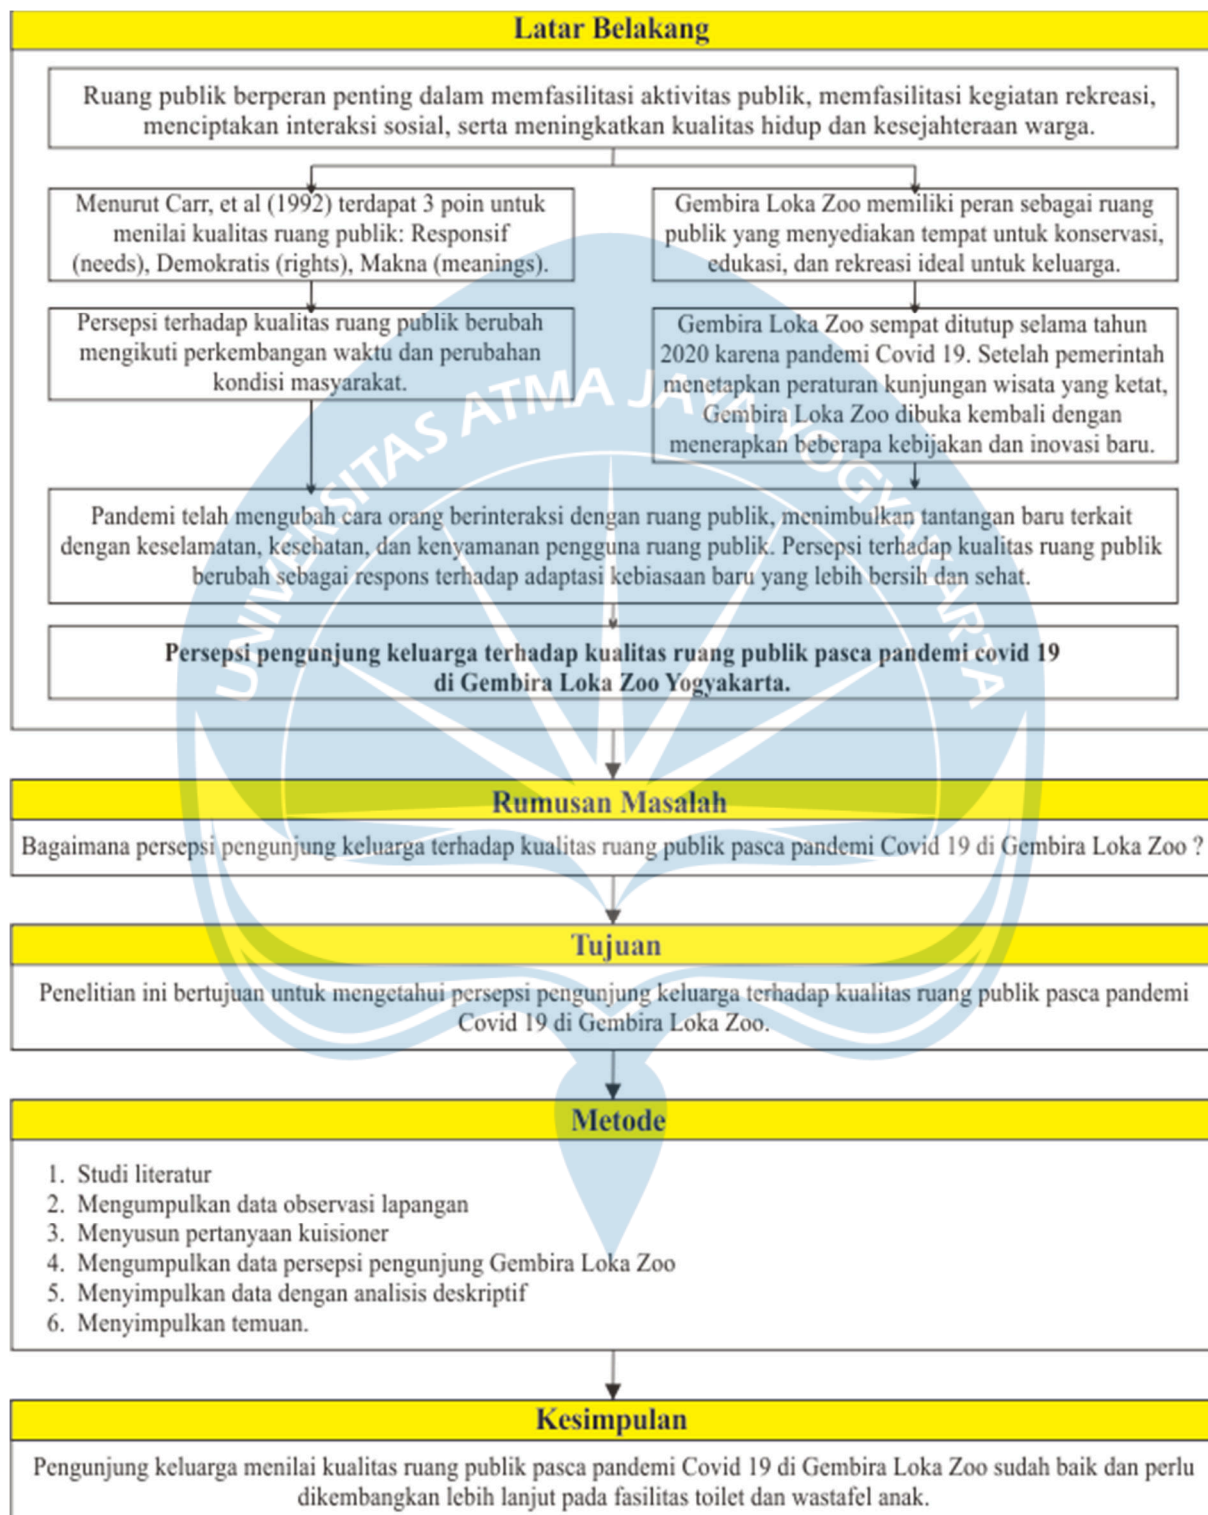 Latar Belakang
Ruang publik berperan penting dalam memfasilitasi aktivitas publik, memfasilitasi kegiatan rekreasi,
menciptakan interaksi sosial, serta meningkatkan kualitas hidup dan kesejahteraan warga.
Menurut Carr, et al (1992) terdapat 3 poin untuk
menilai kualitas ruang publik: Responsif
(needs), Demokratis (rights), Makna (meanings).
Gembira Loka Zoo memiliki peran sebagai ruang
publik yang menyediakan tempat untuk konservasi,
edukasi, dan rekreasi ideal untuk keluarga.
Persepsi terhadap kualitas ruang publik berubah
mengikuti perkembangan waktu dan perubahan
kondisi masyarakat.
Gembira Loka Zoo sempat ditutup selama tahun
2020 karena pandemi Covid 19. Setelah pemerintah
menetapkan peraturan kunjungan wisata yang ketat,
Gembira Loka Zoo dibuka kembali dengan
menerapkan beberapa kebijakan dan inovasi baru.
Pandemi telah mengubah cara orang berinteraksi dengan ruang publik, menimbulkan tantangan baru terkait
dengan keselamatan, kesehatan, dan kenyamanan pengguna ruang publik. Persepsi terhadap kualitas ruang publik
berubah sebagai respons terhadap adaptasi kebiasaan baru yang lebih bersih dan sehat.
Persepsi pengunjung keluarga terhadap kualitas ruang publik pasca pandemi covid 19
di Gembira Loka Zoo Yogyakarta.
UNIVERSITAS ATMA JAYA YOGYAKARTA
Rumusan Masalah
Bagaimana persepsi pengunjung keluarga terhadap kualitas ruang publik pasca pandemi Covid 19 di Gembira Loka Zoo ?
Tujuan
Penelitian ini bertujuan untuk mengetahui persepsi pengunjung keluarga terhadap kualitas ruang publik pasca pandemi
Covid 19 di Gembira Loka Zoo.
Metode
1. Studi literatur
2. Mengumpulkan data observasi lapangan
3. Menyusun pertanyaan kuisioner
4. Mengumpulkan data persepsi pengunjung Gembira Loka Zoo
5. Menyimpulkan data dengan analisis deskriptif
6. Menyimpulkan temuan.
Kesimpulan
Pengunjung keluarga menilai kualitas ruang publik pasca pandemi Covid 19 di Gembira Loka Zoo sudah baik dan perlu
dikembangkan lebih lanjut pada fasilitas toilet dan wastafel anak.